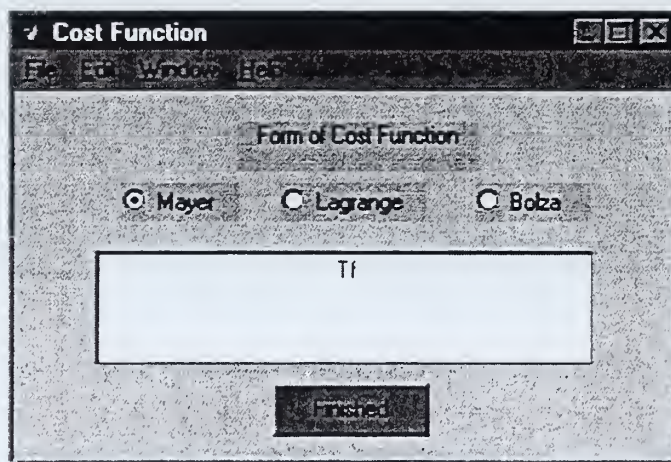 Cost Function
File Edit Window Help
Form of Cost Function
Mayer Lagrange Bolza
Tf
Finished